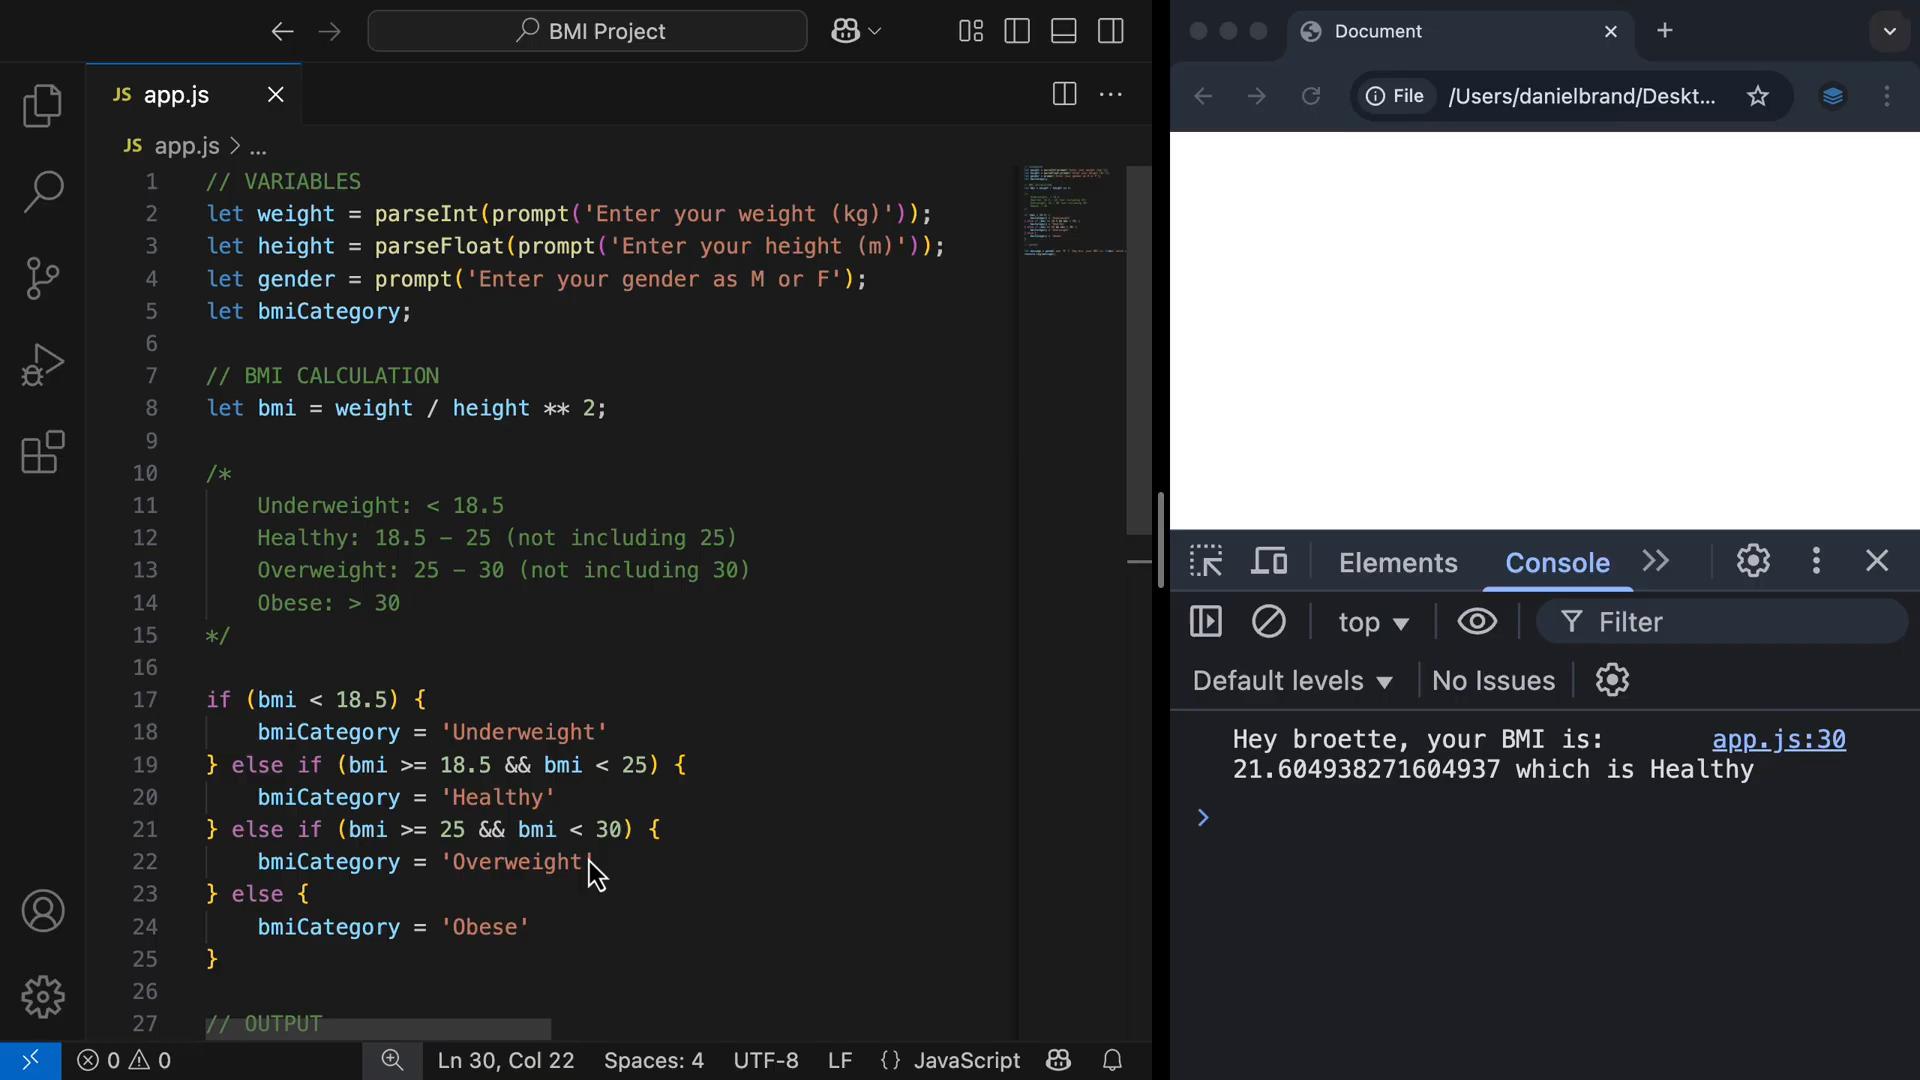 BMI Project
JS app.js
JS app.js > ...
1 // VARIABLES
2 let weight = parseInt(prompt('Enter your weight (kg)'));
3 let height = parseFloat(prompt('Enter your height (m)'));
4 let gender = prompt('Enter your gender as M or F');
5 let bmiCategory;
6
7 // BMI CALCULATION
8 let bmi = weight / height ** 2;
9
10 /*
11 Underweight: < 18.5
12 Healthy: 18.5 - 25 (not including 25)
13 Overweight: 25 - 30 (not including 30)
14 Obese: > 30
15 */
16
17 if (bmi < 18.5) {
18 bmiCategory = 'Underweight'
19 } else if (bmi >= 18.5 && bmi < 25) {
20 bmiCategory = 'Healthy'
21 } else if (bmi >= 25 && bmi < 30) {
22 bmiCategory = 'Overweight'
23 } else {
24 bmiCategory = 'Obese'
25 }
26
27 // OUTPUT
0 0
Ln 30, Col 22 Spaces: 4 UTF-8 LF {} JavaScript
Document
File /Users/danielbrand/Deskt...
Elements Console
top Filter
Default levels No Issues
Hey broette, your BMI is: app.js:30
21.604938271604937 which is Healthy